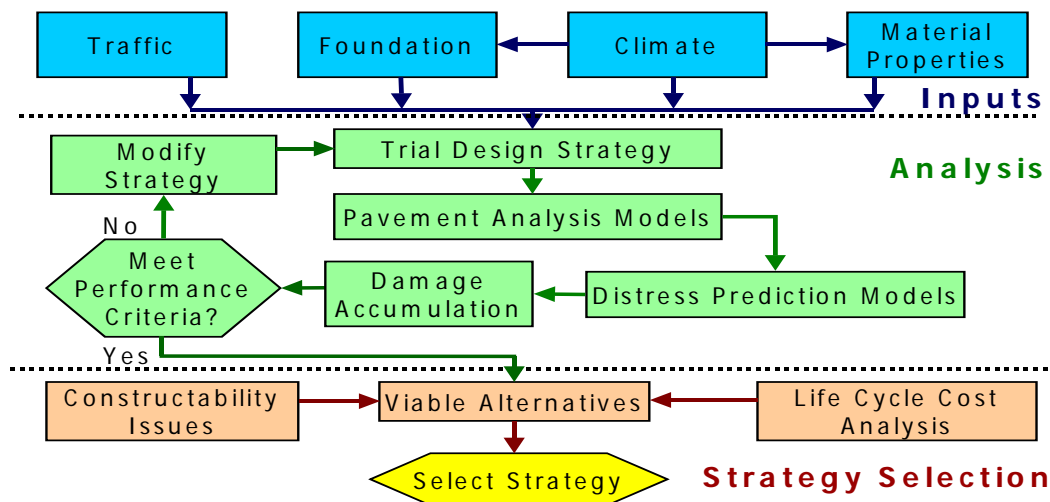 Traffic
Foundation
Climate
Material
Properties
Inputs
Modify
Strategy
Trial Design Strategy
Analysis
Pavement Analysis Models
No
Meet
Performance
Criteria?
Damage
Accumulation
Distress Prediction Models
Yes
Constructability
Issues
Viable Alternatives
Life Cycle Cost
Analysis
Select Strategy
Strategy Selection